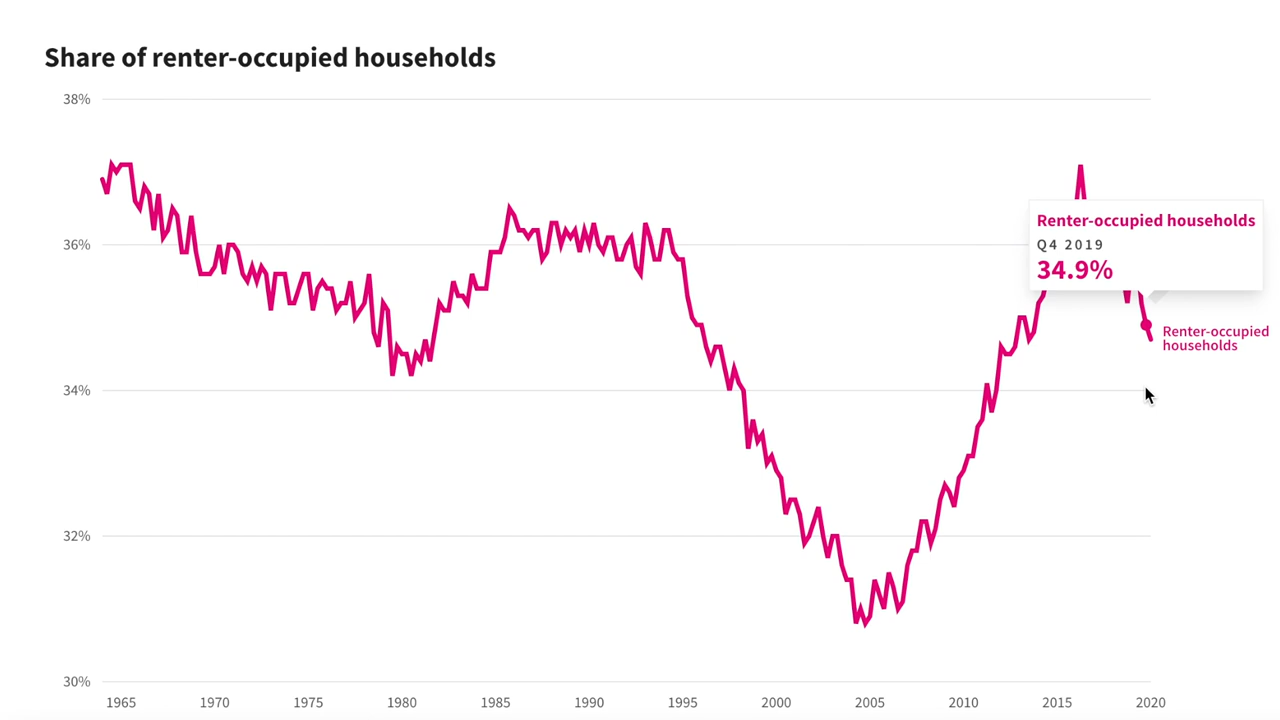 Share of renter-occupied households
38%
36%
34%
32%
30%
Renter-occupied households
Q4 2019
34.9%
Renter-occupied
households
1965 1970 1975 1980 1985 1990 1995 2000 2005 2010 2015 2020